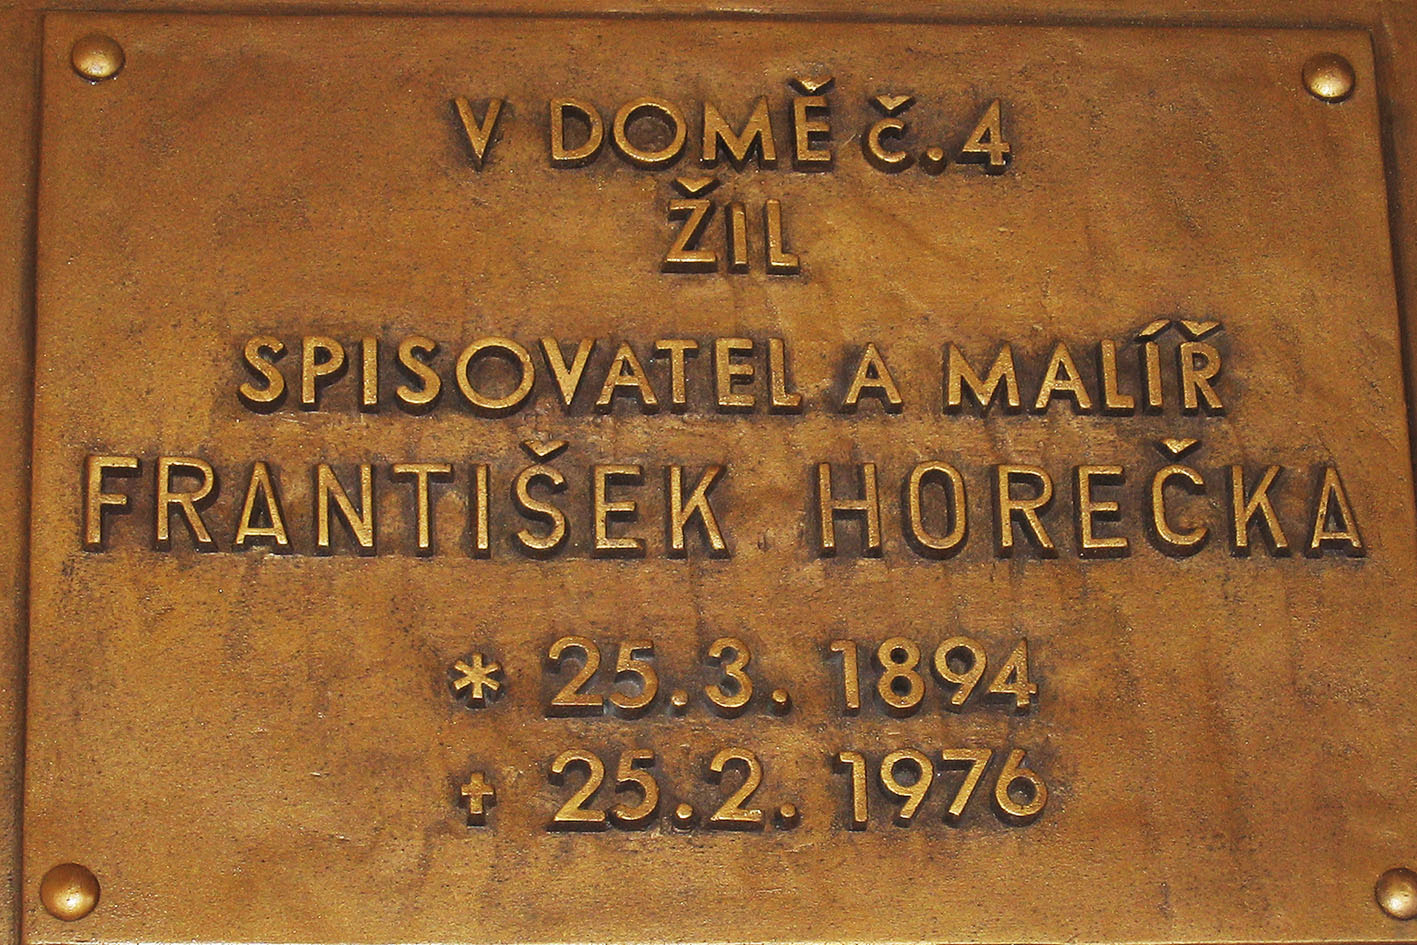 V DOMĚ Č.4
ŽIL
SPISOVATEL A MALÍŘ
FRANTIŠEK HOREČKA
* 25.3. 1894
✝ 25.2. 1976